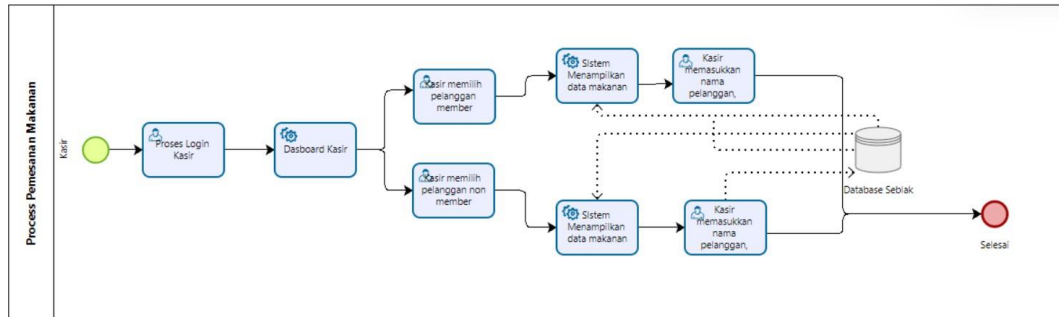 Process Pemesanan Makanan
Kasir
Proses Login
Kasir
Dasboard Kasir
Kasir memilih
pelanggan
member
Kasir memilih
pelanggan non
member
Sistem
Menampilkan
data makanan
Kasir
memasukkan
nama
pelanggan,
Sistem
Menampilkan
data makanan
Kasir
memasukkan
nama
pelanggan,
Database Seblak
Selesai